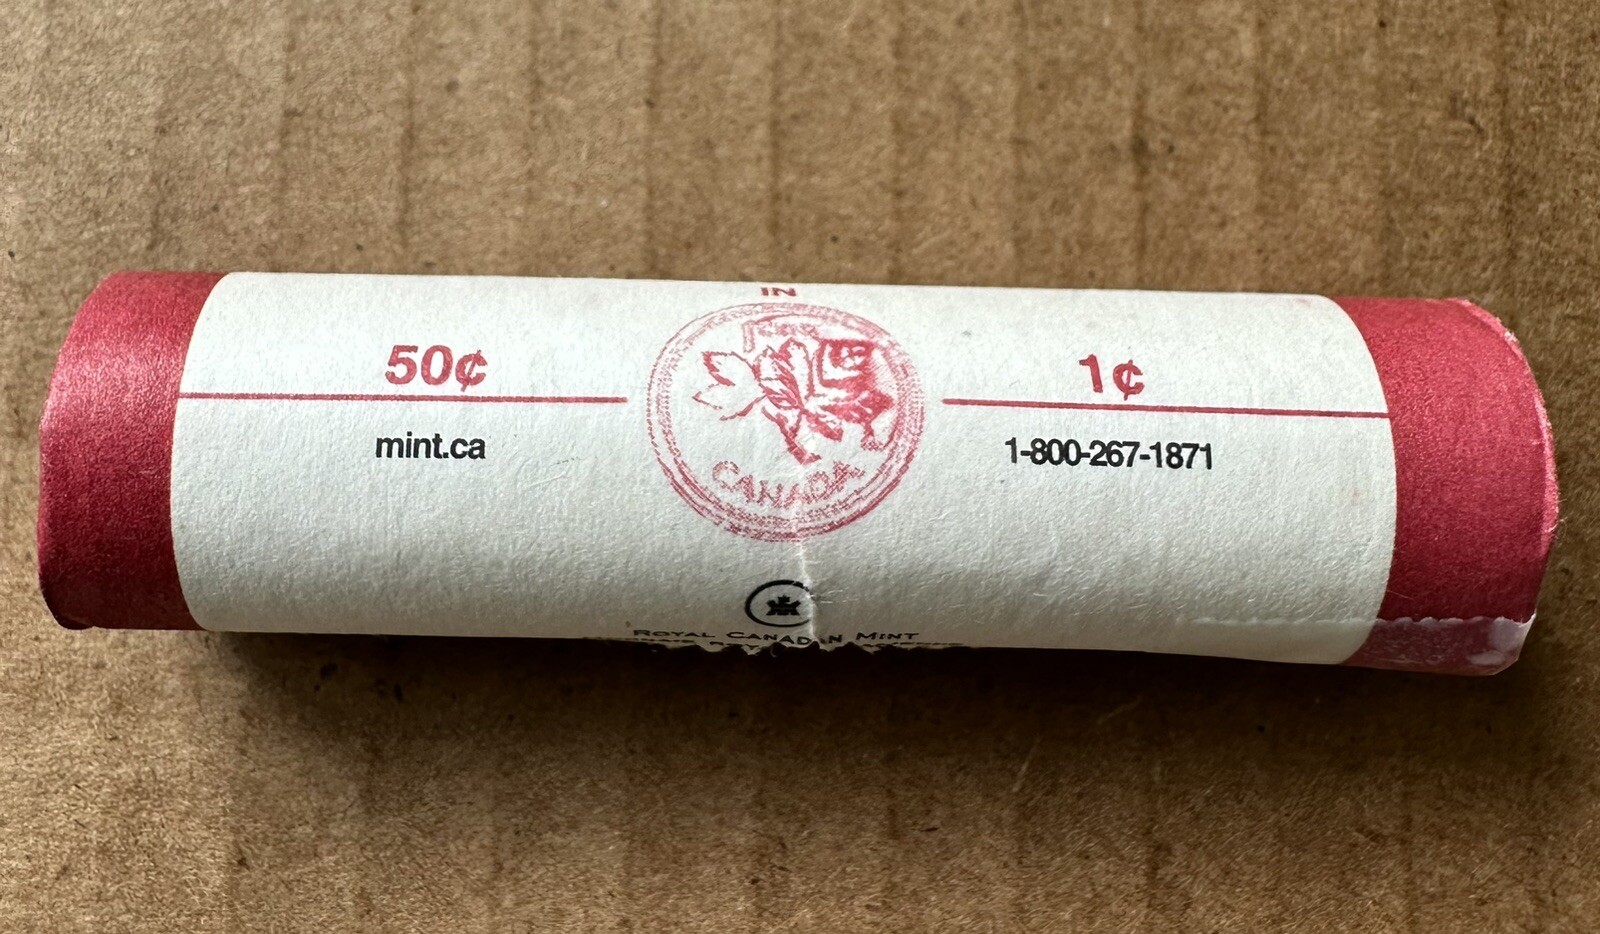 IN
50¢
1¢
CANADA
mint.ca
1-800-267-1871
ROYAL CANADIAN MINT